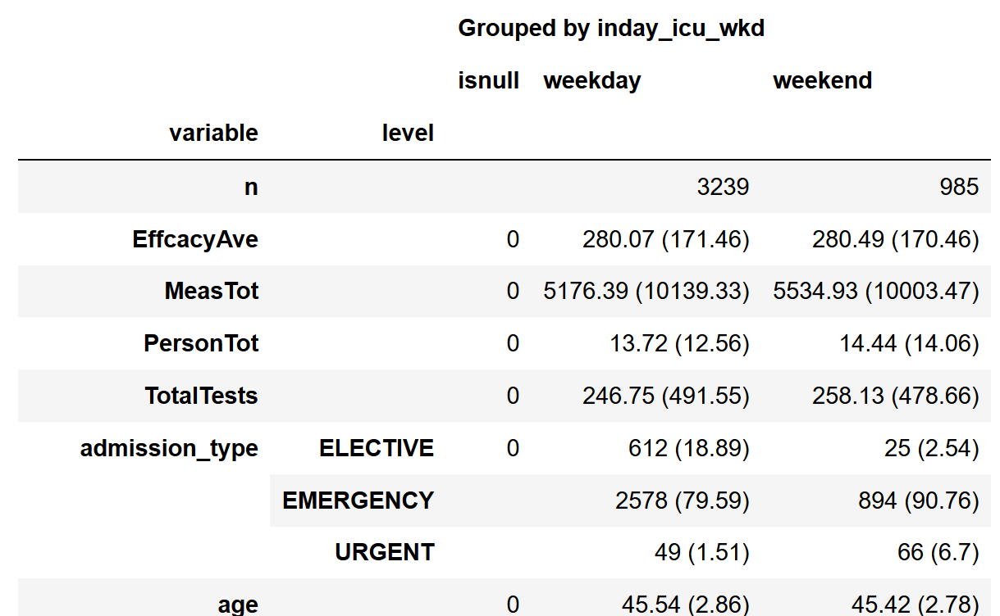 Grouped by inday_icu_wkd
isnull weekday weekend
variable level
n 3239 985
EffcacyAve 0 280.07 (171.46) 280.49 (170.46)
MeasTot 0 5176.39 (10139.33) 5534.93 (10003.47)
PersonTot 0 13.72 (12.56) 14.44 (14.06)
TotalTests 0 246.75 (491.55) 258.13 (478.66)
admission_type ELECTIVE 0 612 (18.89) 25 (2.54)
EMERGENCY 2578 (79.59) 894 (90.76)
URGENT 49 (1.51) 66 (6.7)
age 0 45.54 (2.86) 45.42 (2.78)